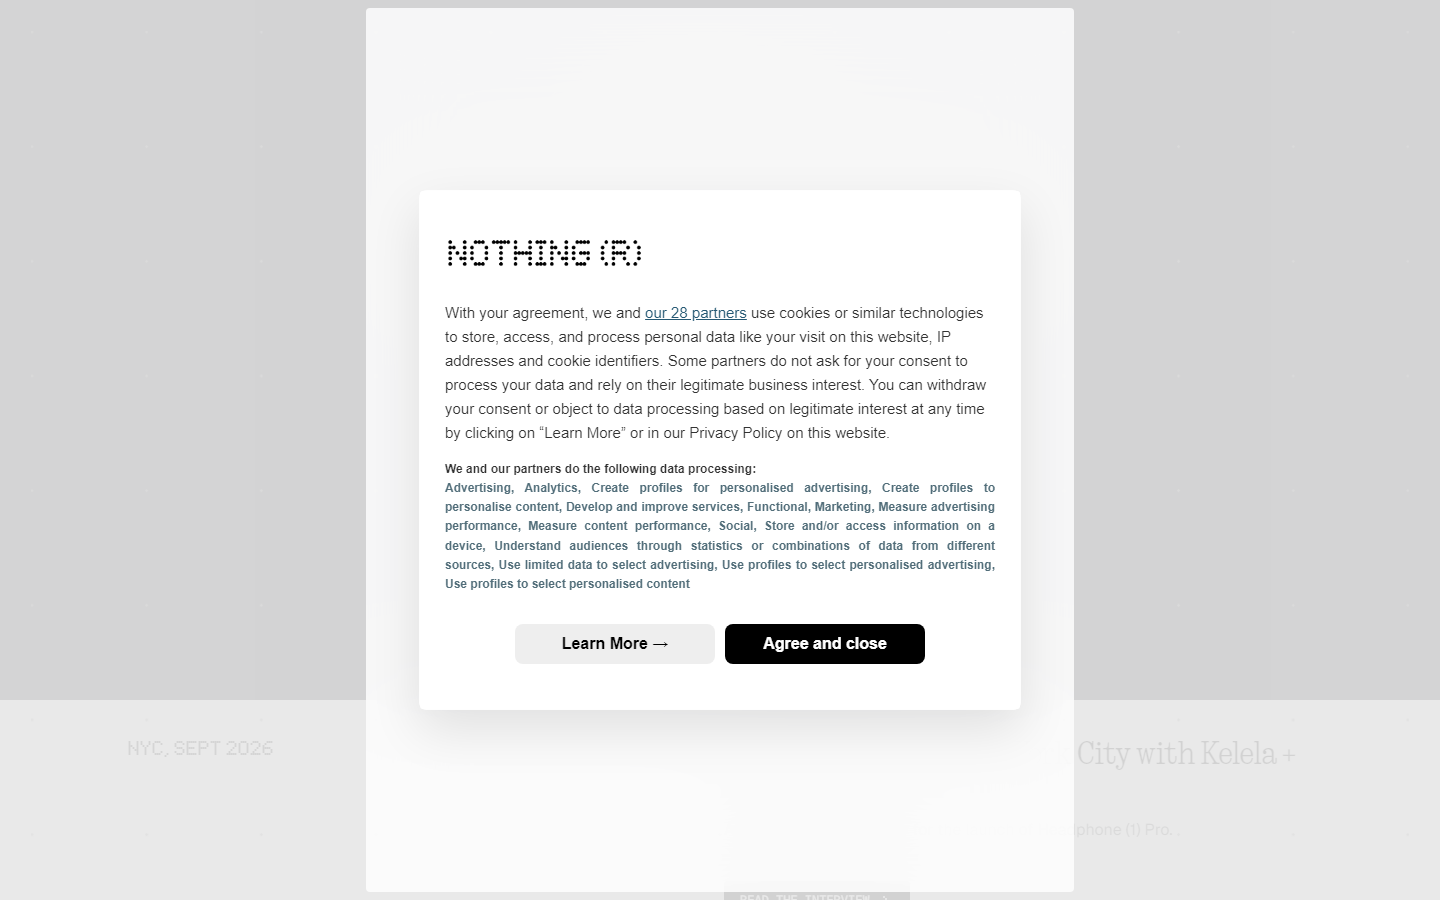 NOTHING (R)
With your agreement, we and our 28 partners use cookies or similar technologies
to store, access, and process personal data like your visit on this website, IP
addresses and cookie identifiers. Some partners do not ask for your consent to
process your data and rely on their legitimate business interest. You can withdraw
your consent or object to data processing based on legitimate interest at any time
by clicking on “Learn More” or in our Privacy Policy on this website.
We and our partners do the following data processing:
Advertising, Analytics, Create profiles for personalised advertising, Create profiles to
personalise content, Develop and improve services, Functional, Marketing, Measure advertising
performance, Measure content performance, Social, Store and/or access information on a
device, Understand audiences through statistics or combinations of data from different
sources, Use limited data to select advertising, Use profiles to select personalised advertising,
Use profiles to select personalised content
Learn More →
Agree and close
NYC, SEPT 2026
City with Kelela +
(1) Pro.
READ THE INTERVIEW >